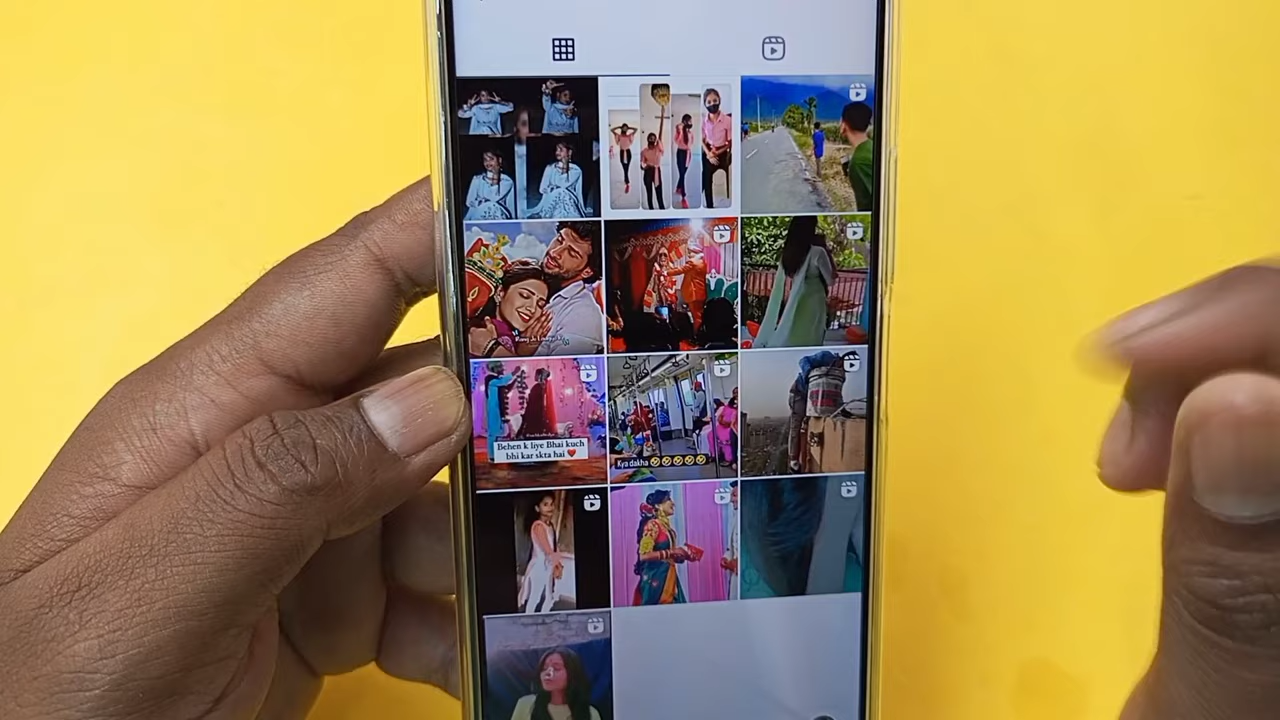 Behen k liye Bhai kuch
bhi kar skta hai ❤️
Kya dakha 🤣🤣🤣🤣🤣